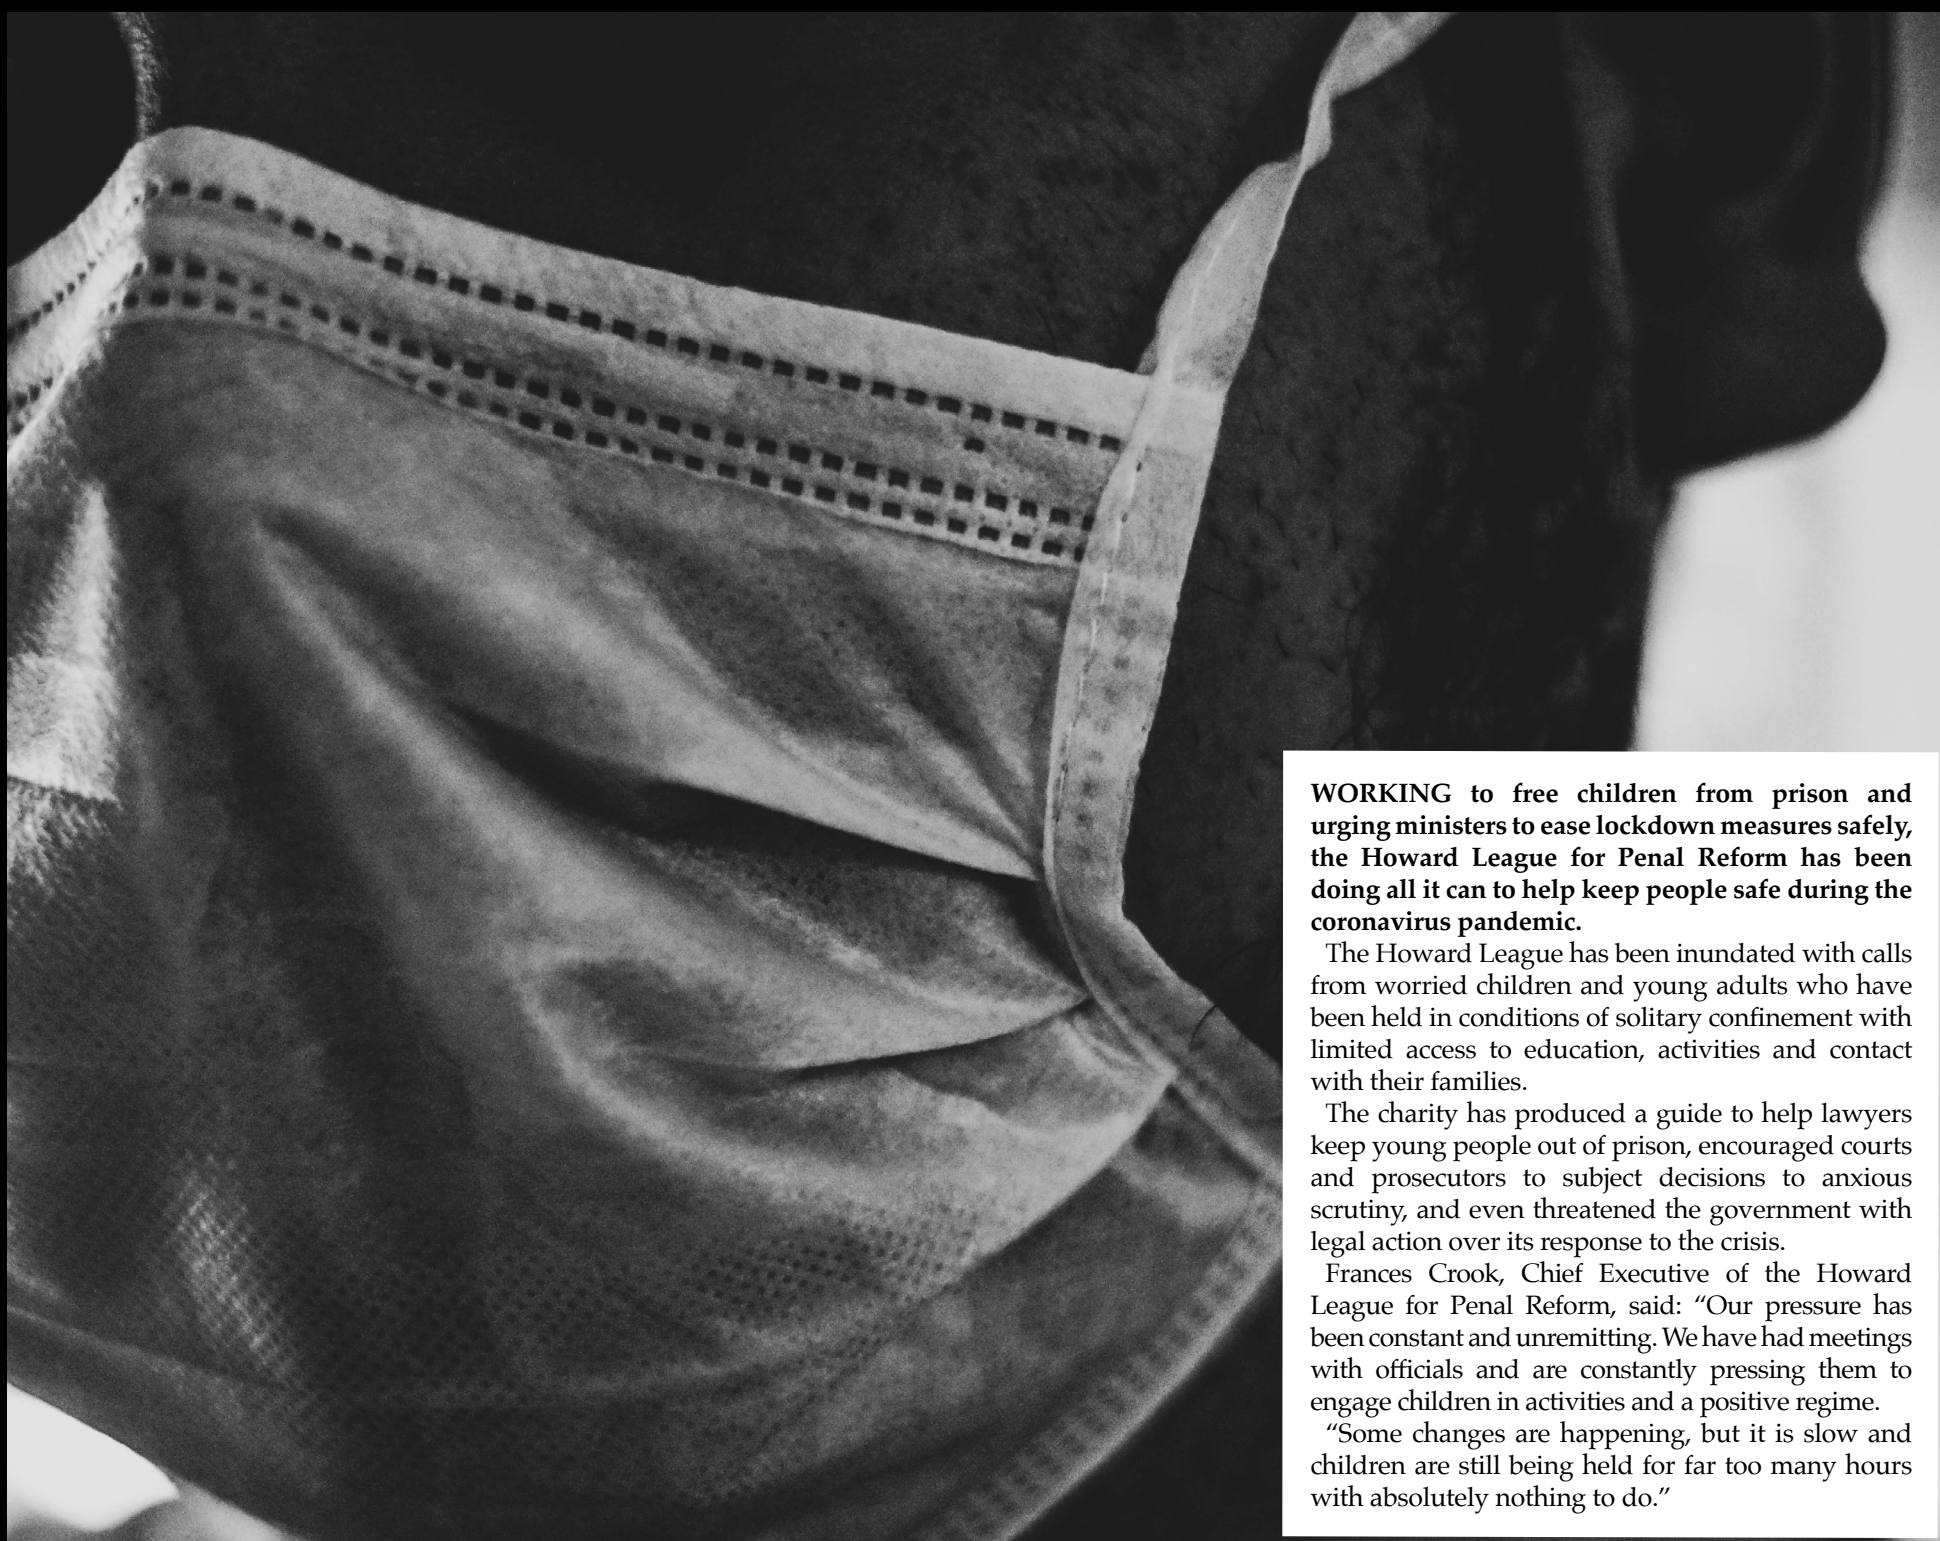 WORKING to free children from prison and
urging ministers to ease lockdown measures safely,
the Howard League for Penal Reform has been
doing all it can to help keep people safe during the
coronavirus pandemic.
The Howard League has been inundated with calls
from worried children and young adults who have
been held in conditions of solitary confinement with
limited access to education, activities and contact
with their families.
The charity has produced a guide to help lawyers
keep young people out of prison, encouraged courts
and prosecutors to subject decisions to anxious
scrutiny, and even threatened the government with
legal action over its response to the crisis.
Frances Crook, Chief Executive of the Howard
League for Penal Reform, said: “Our pressure has
been constant and unremitting. We have had meetings
with officials and are constantly pressing them to
engage children in activities and a positive regime.
“Some changes are happening, but it is slow and
children are still being held for far too many hours
with absolutely nothing to do.”